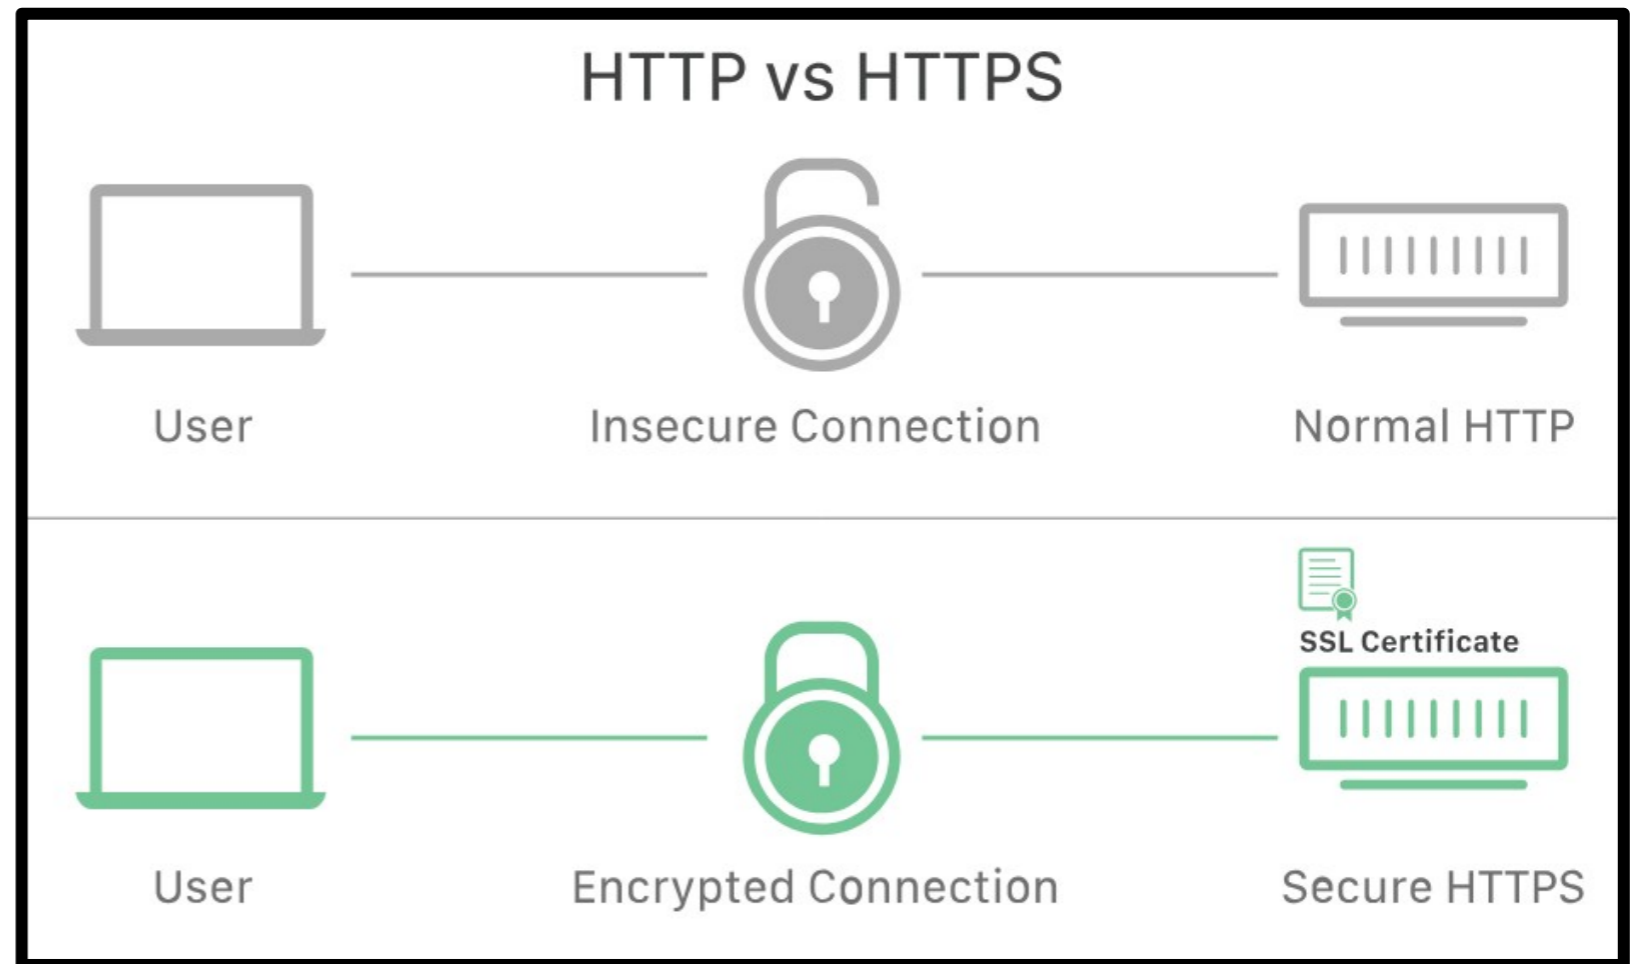 HTTP vs HTTPS
User
Insecure Connection
Normal HTTP
SSL Certificate
User
Encrypted Connection
Secure HTTPS